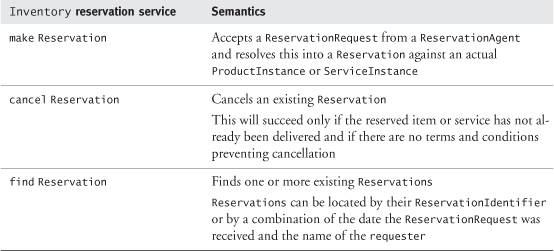 Inventory reservation service Semantics
make Reservation Accepts a ReservationRequest from a ReservationAgent
and resolves this into a Reservation against an actual
ProductInstance or ServiceInstance
cancel Reservation Cancels an existing Reservation
This will succeed only if the reserved item or service has not al-
ready been delivered and if there are no terms and conditions
preventing cancellation
find Reservation Finds one or more existing Reservations
Reservations can be located by their ReservationIdentifier
or by a combination of the date the ReservationRequest was
received and the name of the requester